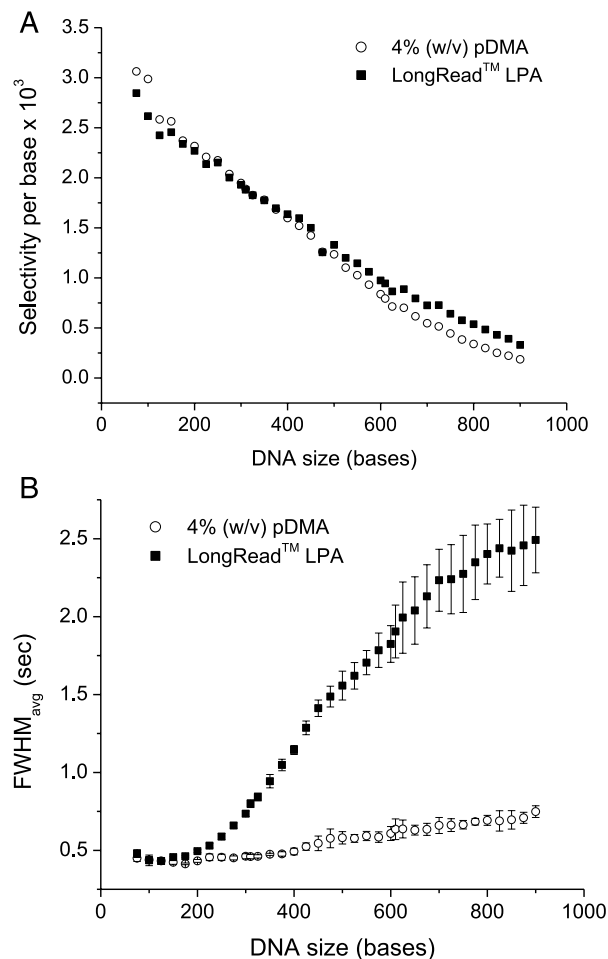 A
4% (w/v) pDMA
LongRead™ LPA
3.0
2.5
2.0
1.5
1.0
0.5
0.0
Selectivity per base x 10³
0 200 400 600 800 1000
DNA size (bases)
B
4% (w/v) pDMA
LongRead™ LPA
2.5
2.0
1.5
1.0
0.5
FWHMavg (sec)
0 200 400 600 800 1000
DNA size (bases)